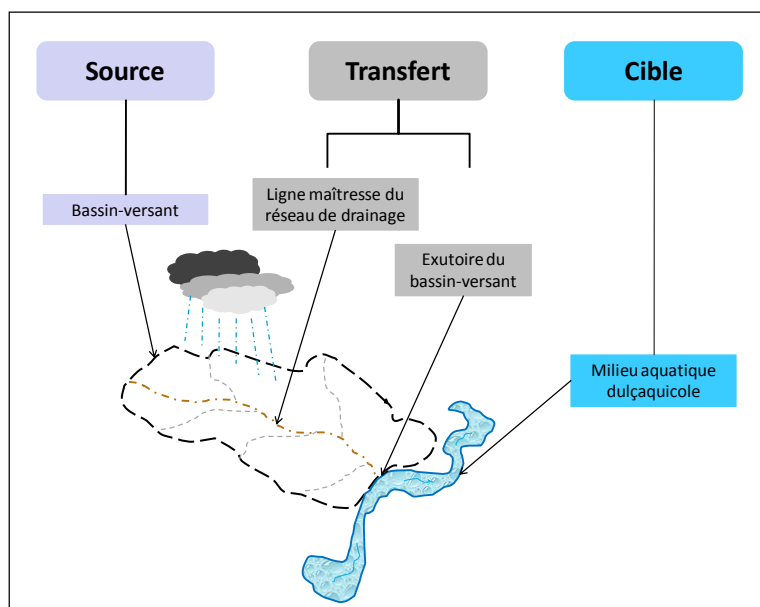 Source
Transfert
Cible
Bassin-versant
Ligne maîtresse du
réseau de drainage
Exutoire du
bassin-versant
Milieu aquatique
dulçaquicole